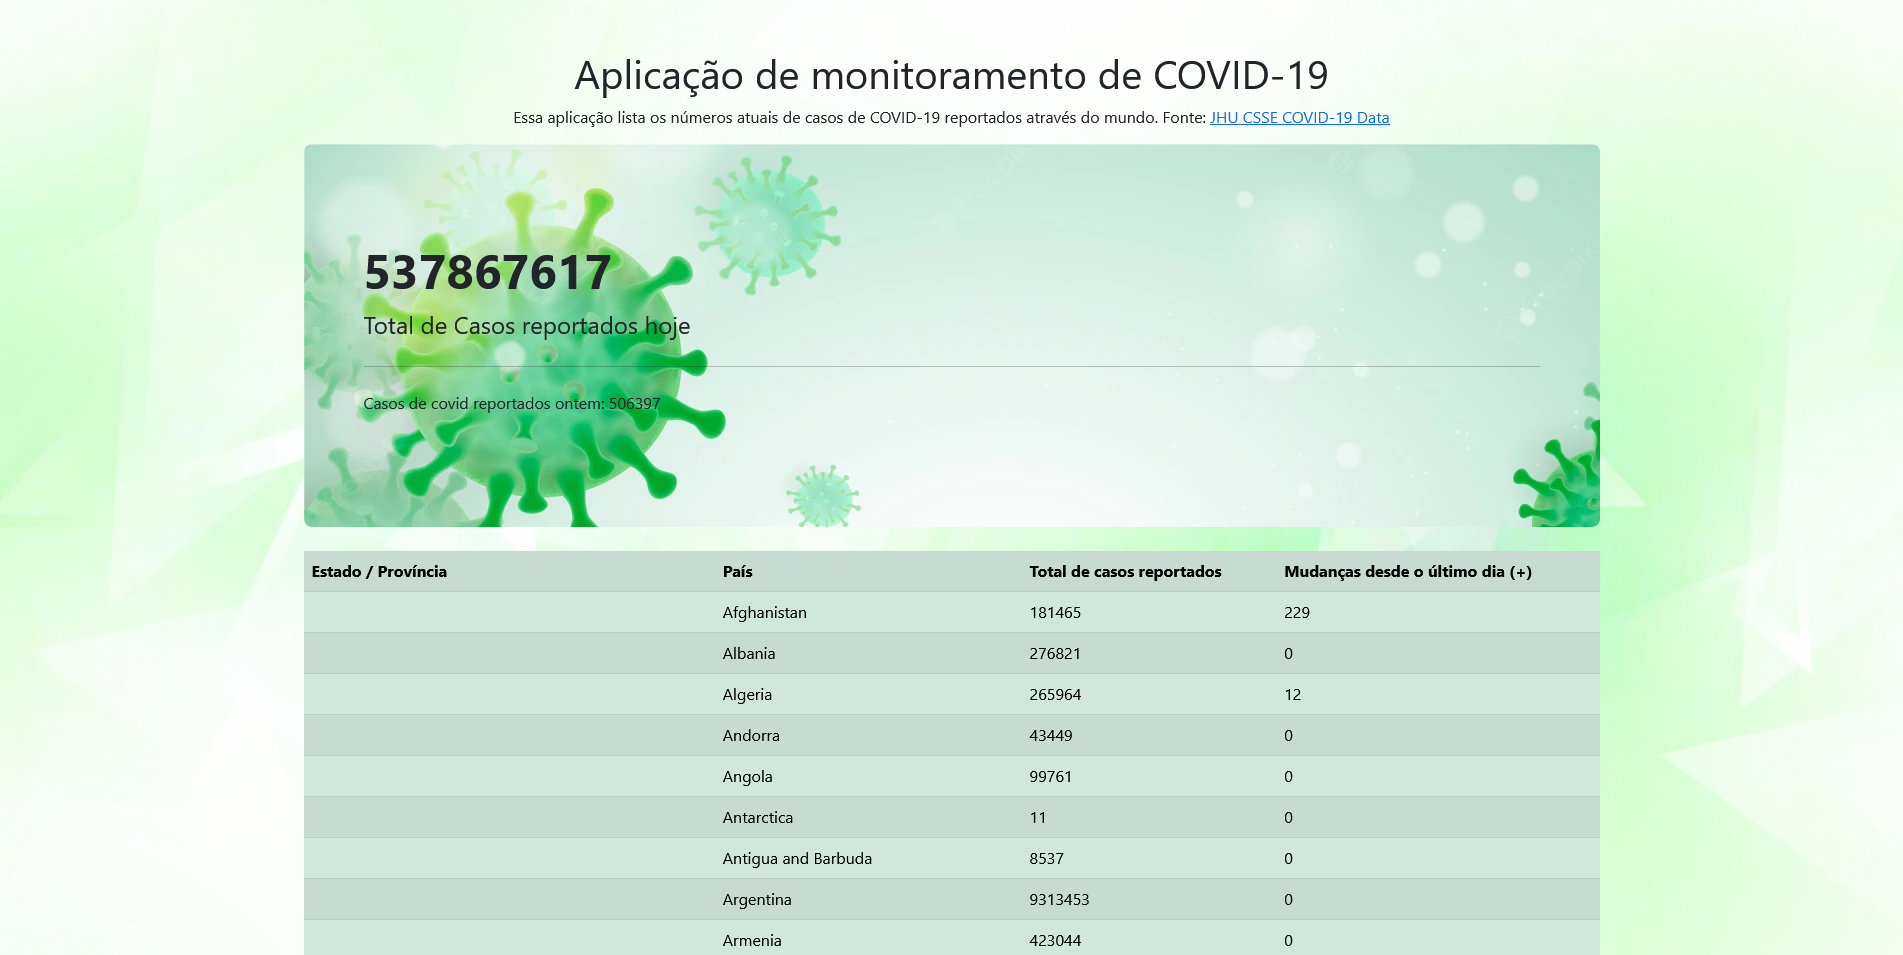 Aplicação de monitoramento de COVID-19
Essa aplicação lista os números atuais de casos de COVID-19 reportados através do mundo. Fonte: JHU CSSE COVID-19 Data
537867617
Total de Casos reportados hoje
Casos de covid reportados ontem: 506397
Estado / Província País Total de casos reportados Mudanças desde o último dia (+)
Afghanistan 181465 229
Albania 276821 0
Algeria 265964 12
Andorra 43449 0
Angola 99761 0
Antarctica 11 0
Antigua and Barbuda 8537 0
Argentina 9313453 0
Armenia 423044 0